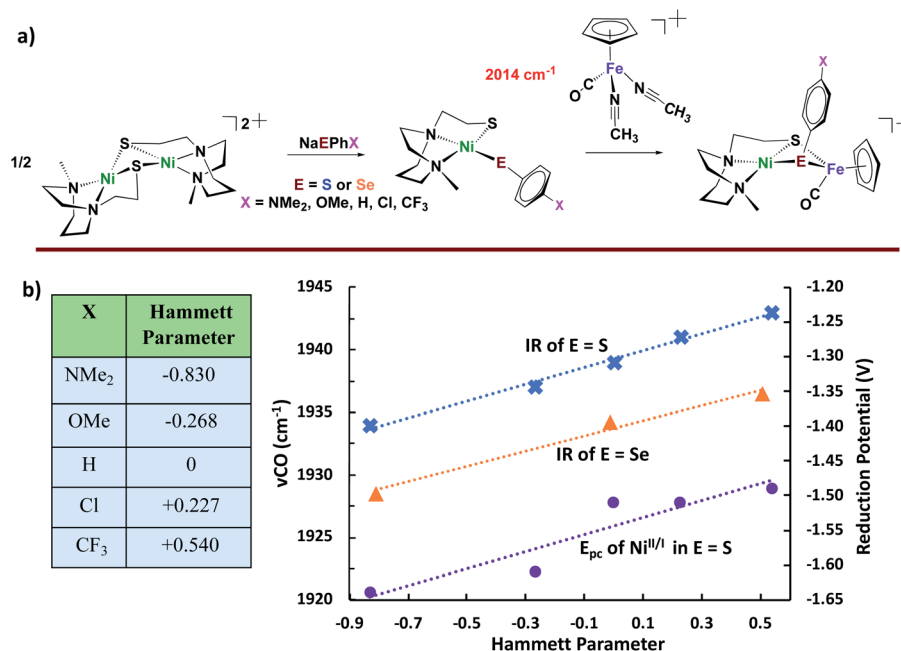 a)
1/2
S
S
Ni
Ni
N
N
N
N
2+
NaEPhX
E = S or Se
X = NMe2, OMe, H, Cl, CF3
N
N
S
Ni
E
X
2014 cm-1
+
Fe
OC
N
N
CH3
CH3
X
N
N
S
Ni
E
Fe
OC
b)
X
Hammett
Parameter
NMe2
-0.830
OMe
-0.268
H
0
Cl
+0.227
CF3
+0.540
νCO (cm-1)
1945
1940
1935
1930
1925
1920
IR of E = S
IR of E = Se
Epc of NiII/I in E = S
-0.9
-0.7
-0.5
-0.3
-0.1
0.1
0.3
0.5
Hammett Parameter
-1.20
-1.25
-1.30
-1.35
-1.40
-1.45
-1.50
-1.55
-1.60
-1.65
Reduction Potential (V)